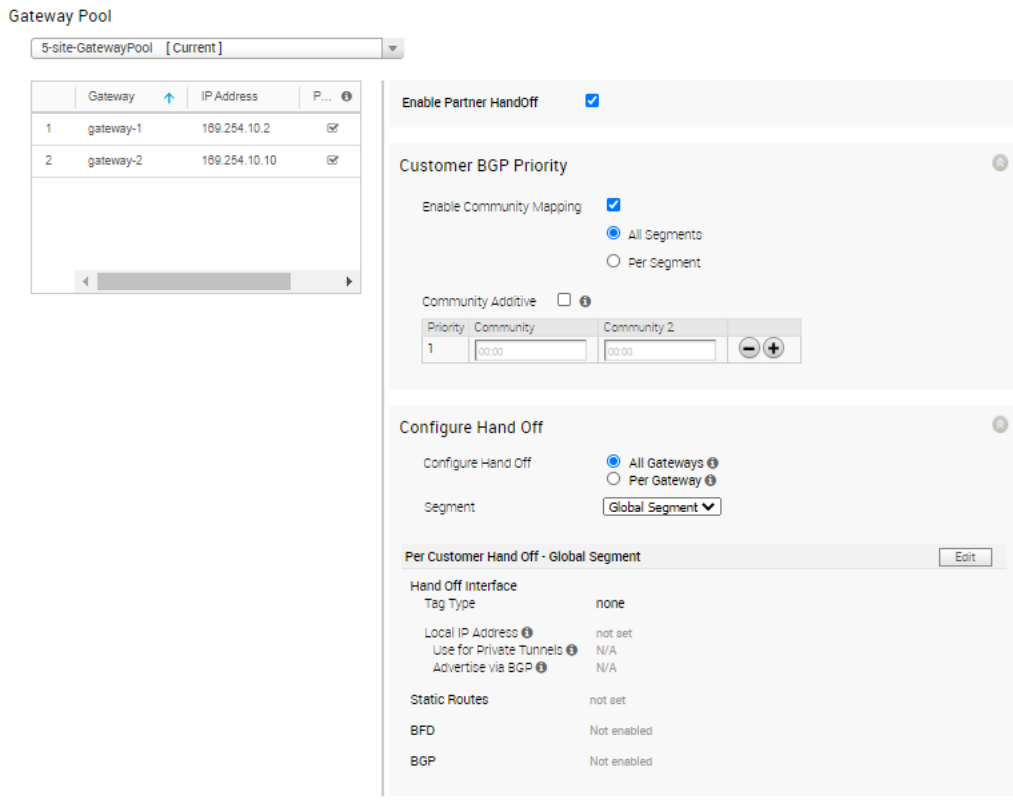 Gateway Pool
5-site-GatewayPool [ Current ]
Gateway IP Address P...
1 gateway-1 169.254.10.2
2 gateway-2 169.254.10.10
Enable Partner HandOff
Customer BGP Priority
Enable Community Mapping
All Segments
Per Segment
Community Additive
Priority Community Community 2
1 00:00 00:00
Configure Hand Off
Configure Hand Off All Gateways
Per Gateway
Segment Global Segment
Per Customer Hand Off - Global Segment Edit
Hand Off Interface
Tag Type none
Local IP Address not set
Use for Private Tunnels N/A
Advertise via BGP N/A
Static Routes not set
BFD Not enabled
BGP Not enabled